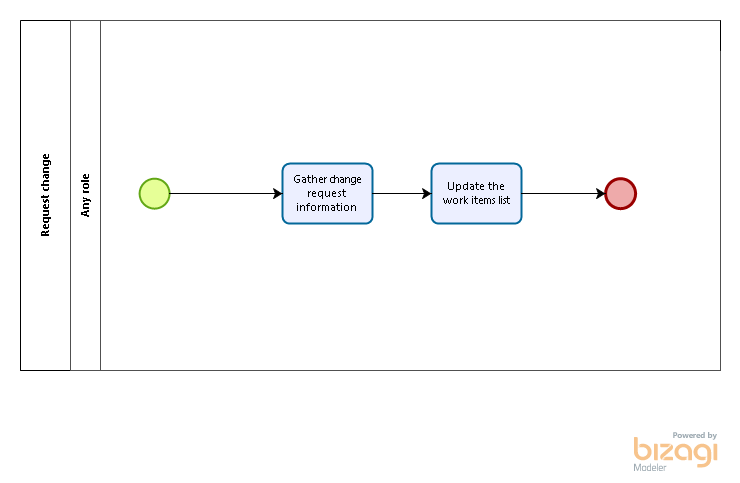 Request change
Any role
Gather change
request
information
Update the
work items list
Powered by
bizagi
Modeler